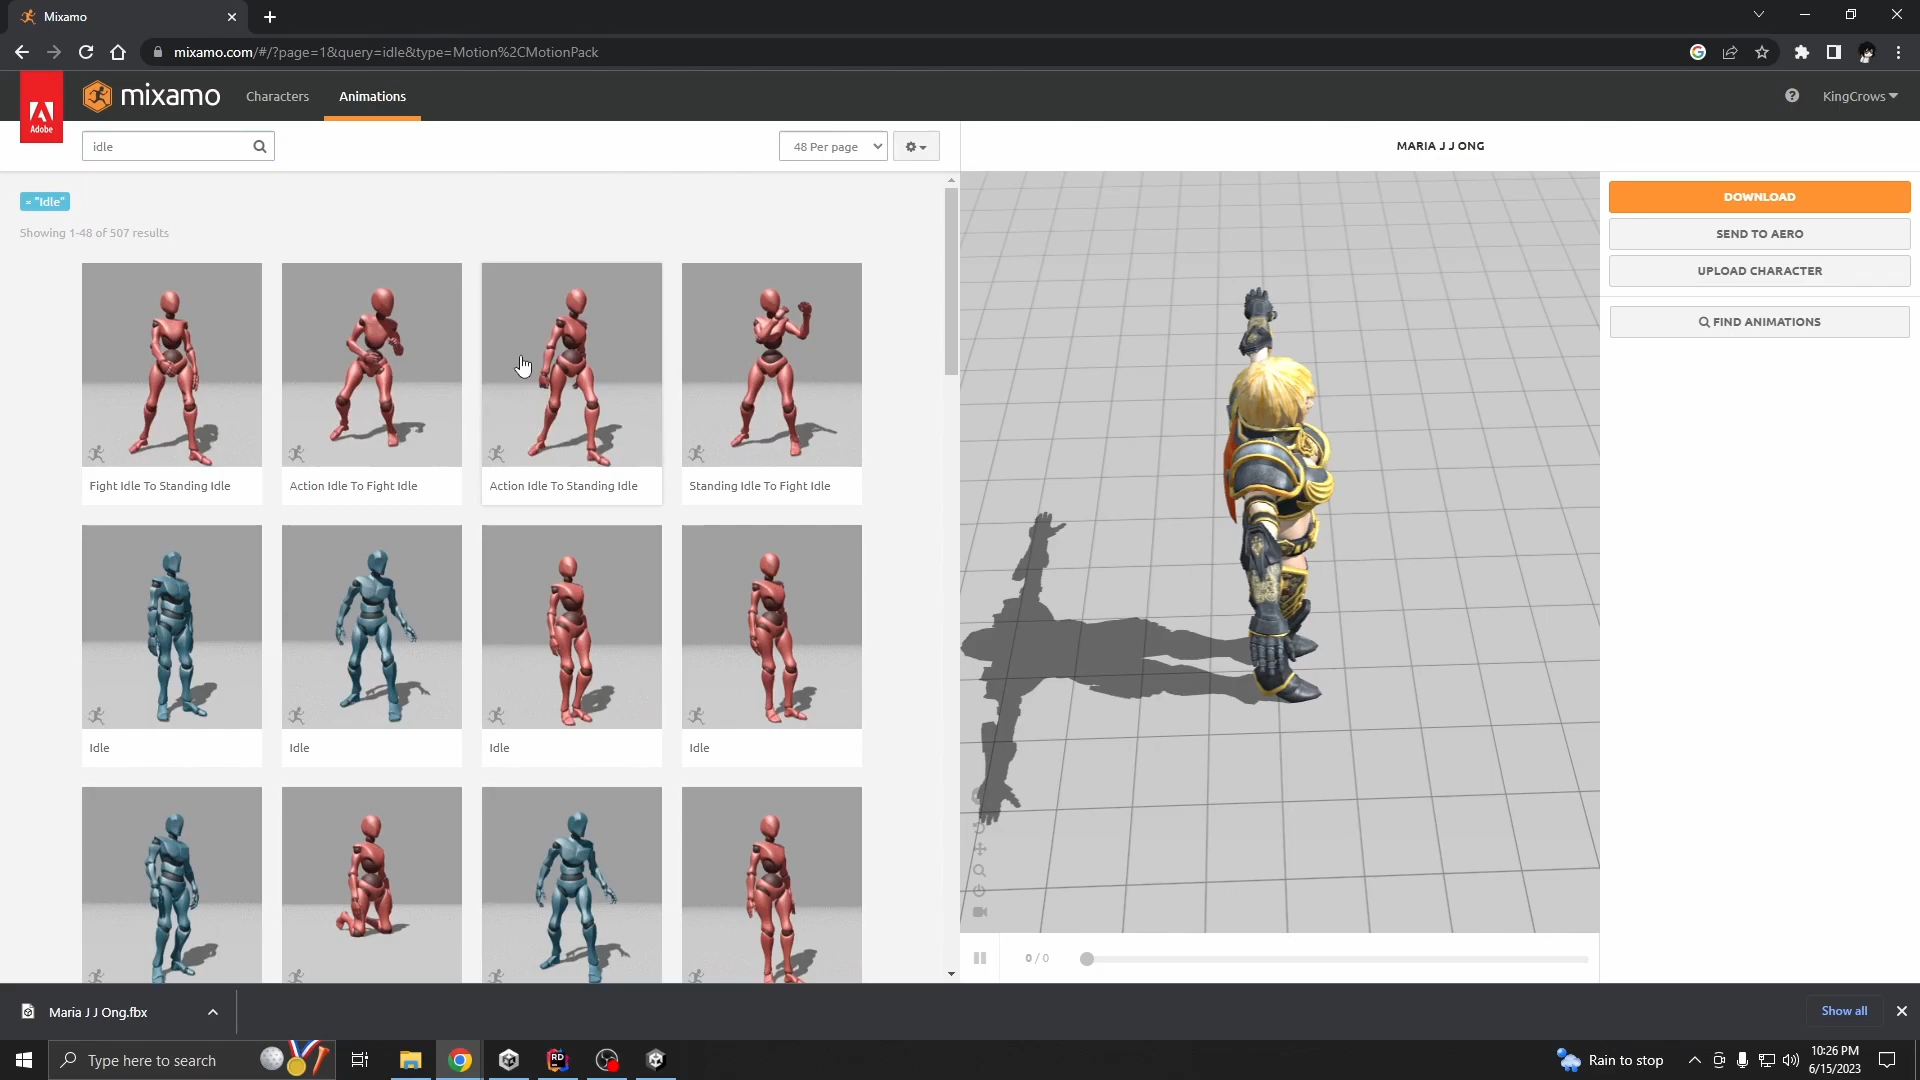 Mixamo
mixamo.com/#/?page=1&query=idle&type=Motion%2CMotionPack
Adobe
mixamo
Characters
Animations
KingCrows
idle
48 Per page
MARIA J J ONG
× "Idle"
Showing 1-48 of 507 results
DOWNLOAD
SEND TO AERO
UPLOAD CHARACTER
FIND ANIMATIONS
Fight Idle To Standing Idle
Action Idle To Fight Idle
Action Idle To Standing Idle
Standing Idle To Fight Idle
Idle
Idle
Idle
Idle
0 / 0
Maria J J Ong.fbx
Show all
Type here to search
RD
Rain to stop
10:26 PM
6/15/2023